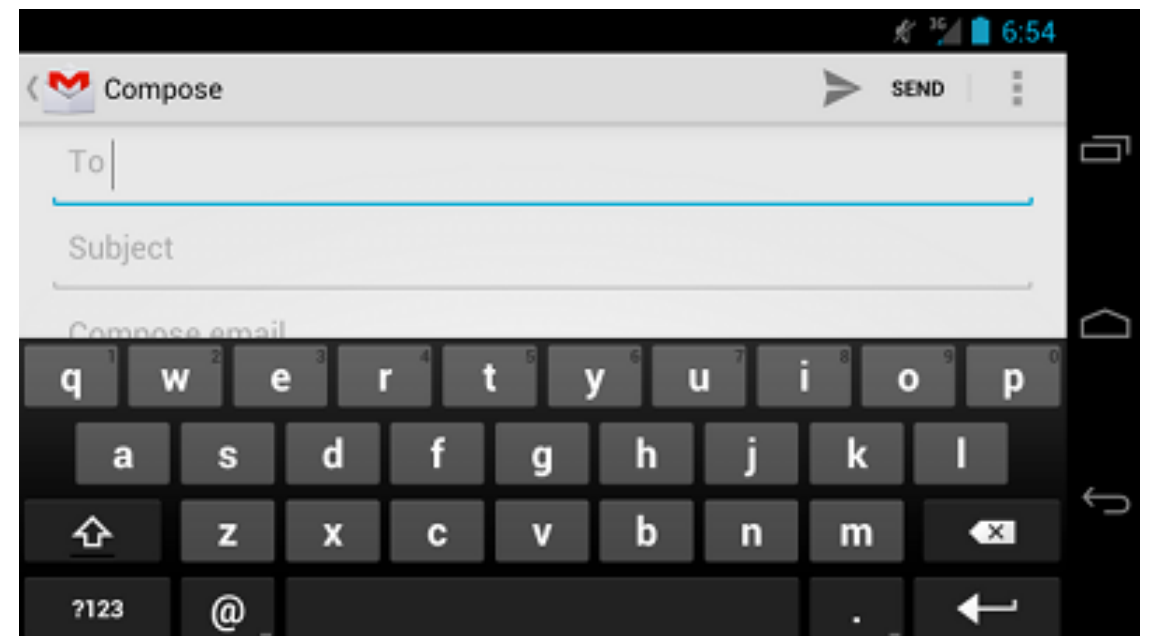 3G 6:54
Compose SEND
To
Subject
Compose email
q 1 w 2 e 3 r 4 t 5 y 6 u 7 i 8 o 9 p 0
a s d f g h j k l
z x c v b n m
?123 @ .